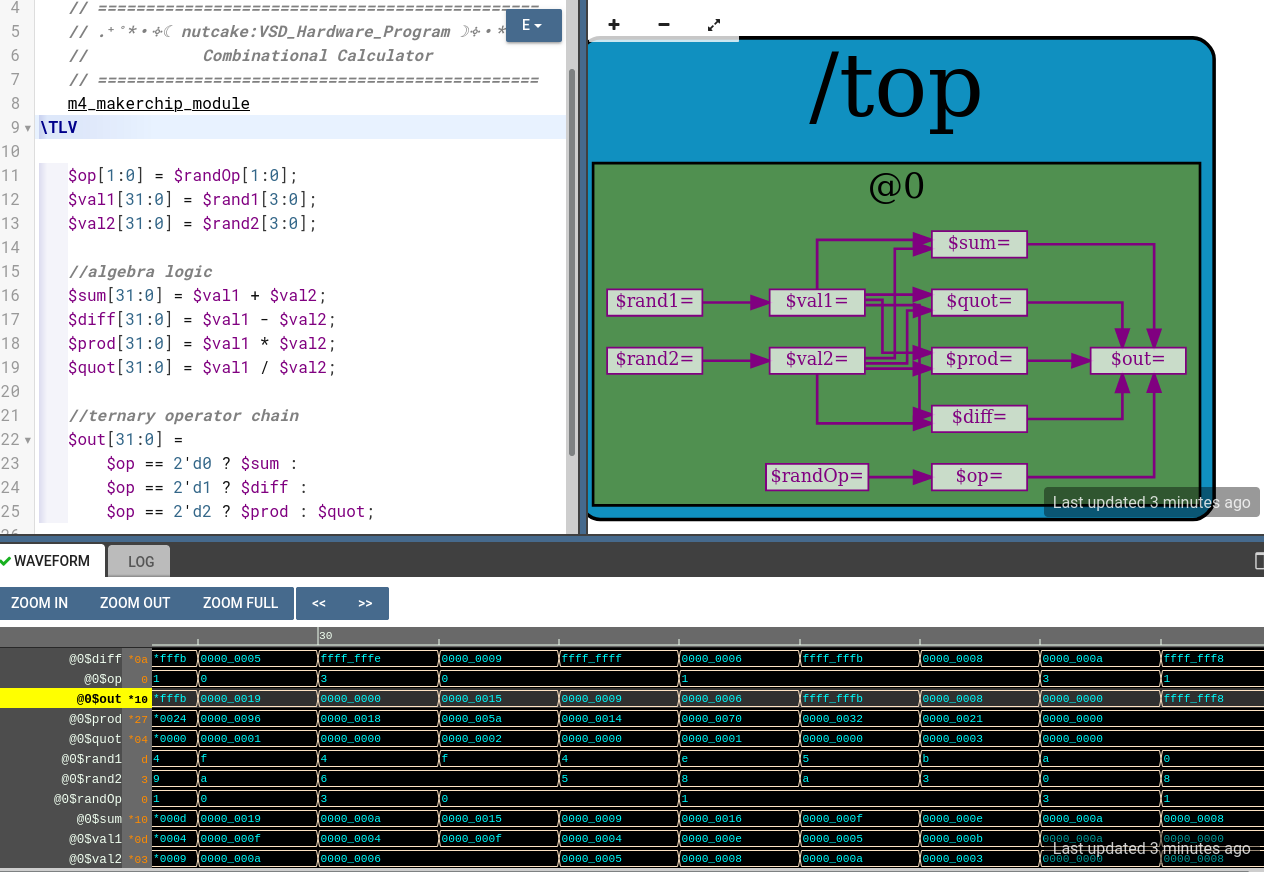 4 // ==============================================
5 // .⁺˚*•✧☾ nutcake:VSD_Hardware_Program ☽✧•*
6 // Combinational Calculator
7 // ==============================================
8 m4_makerchip_module
9 \TLV
10
11 $op[1:0] = $randOp[1:0];
12 $val1[31:0] = $rand1[3:0];
13 $val2[31:0] = $rand2[3:0];
14
15 //algebra logic
16 $sum[31:0] = $val1 + $val2;
17 $diff[31:0] = $val1 - $val2;
18 $prod[31:0] = $val1 * $val2;
19 $quot[31:0] = $val1 / $val2;
20
21 //ternary operator chain
22 $out[31:0] =
23 $op == 2'd0 ? $sum :
24 $op == 2'd1 ? $diff :
25 $op == 2'd2 ? $prod : $quot;
E
+ −
/top
@0
$sum=
$rand1= $val1= $quot=
$rand2= $val2= $prod= $out=
$diff=
$randOp= $op=
Last updated 3 minutes ago
WAVEFORM LOG
ZOOM IN ZOOM OUT ZOOM FULL << >>
30
@0$diff *0a *fffb 0000_0005 ffff_fffe 0000_0009 ffff_ffff 0000_0006 ffff_fffb 0000_0008 0000_000a ffff_fff8
@0$op 0 1 0 3 0 1 3 1
@0$out *10 *fffb 0000_0019 0000_0000 0000_0015 0000_0009 0000_0006 ffff_fffb 0000_0008 0000_0000 ffff_fff8
@0$prod *27 *0024 0000_0096 0000_0018 0000_005a 0000_0014 0000_0070 0000_0032 0000_0021 0000_0000
@0$quot *04 *0000 0000_0001 0000_0000 0000_0002 0000_0000 0000_0001 0000_0000 0000_0003 0000_0000
@0$rand1 d 4 f 4 f 4 e 5 b a 0
@0$rand2 3 9 a 6 5 8 a 3 0 8
@0$randOp 0 1 0 3 0 1 3 1
@0$sum *10 *000d 0000_0019 0000_000a 0000_0015 0000_0009 0000_0016 0000_000f 0000_000e 0000_000a 0000_0008
@0$val1 *0d *0004 0000_000f 0000_0004 0000_000f 0000_0004 0000_000e 0000_0005 0000_000b 0000_000a 0000_0000
@0$val2 *03 *0009 0000_000a 0000_0006 0000_0005 0000_0008 0000_000a 0000_0003 0000_0000 0000_0008
Last updated 3 minutes ago